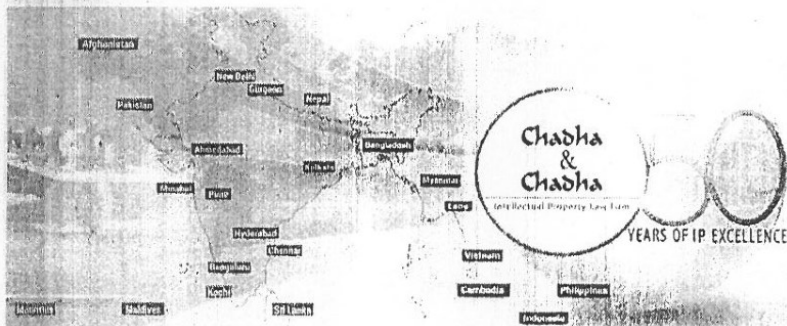 Afghanistan
New Delhi
Gurgaon
Nepal
Pakistan
Ahmedabad
Bangladesh
Kolkata
Mumbai
Pune
Myanmar
Laos
Hyderabad
Chennai
Bengaluru
Kochi
Vietnam
Cambodia
Philippines
Mauritius
Maldives
Sri Lanka
Indonesia
Chadha
&
Chadha
Intellectual Property Law Firm
YEARS OF IP EXCELLENCE